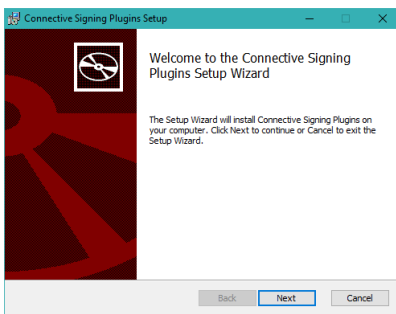 Connective Signing Plugins Setup
Welcome to the Connective Signing
Plugins Setup Wizard
The Setup Wizard will install Connective Signing Plugins on
your computer. Click Next to continue or Cancel to exit the
Setup Wizard.
Back Next Cancel